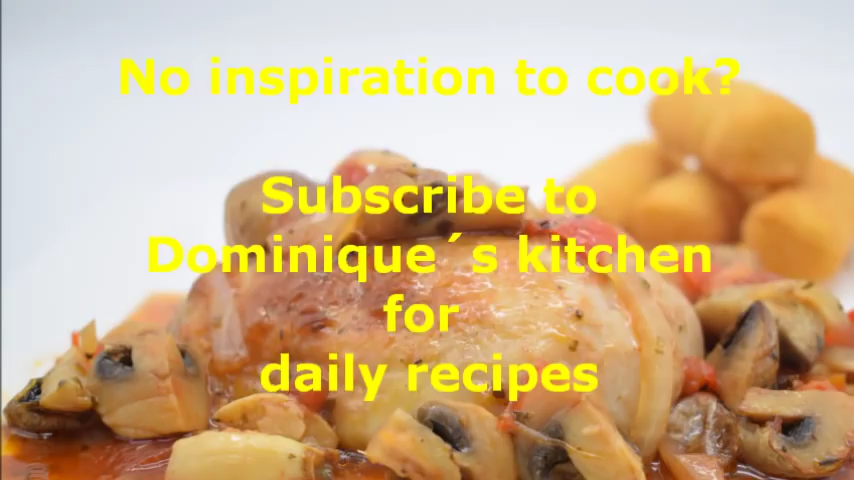 No inspiration to cook?
Subscribe to
Dominique´s kitchen
for
daily recipes